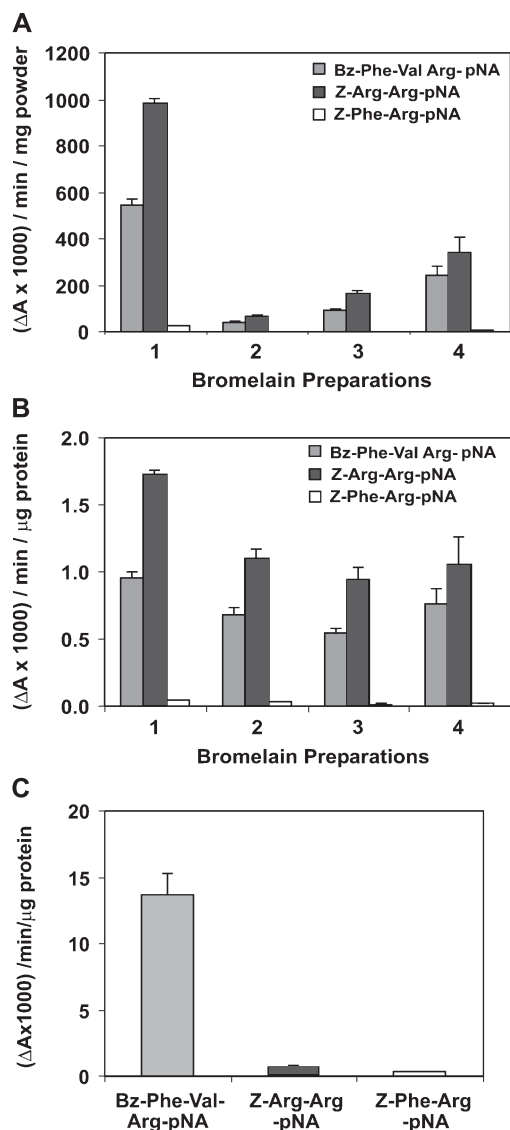 A
1200
1000
800
600
400
200
0
(ΔA x 1000) / min / mg powder
Bz-Phe-Val Arg-pNA
Z-Arg-Arg-pNA
Z-Phe-Arg-pNA
1 2 3 4
Bromelain Preparations
B
2.0
1.5
1.0
0.5
0.0
(ΔA x 1000) / min / μg protein
Bz-Phe-Val Arg-pNA
Z-Arg-Arg-pNA
Z-Phe-Arg-pNA
1 2 3 4
Bromelain Preparations
C
20
15
10
5
0
(ΔAx1000) /min/μg protein
Bz-Phe-Val- Z-Arg-Arg Z-Phe-Arg
Arg-pNA -pNA -pNA